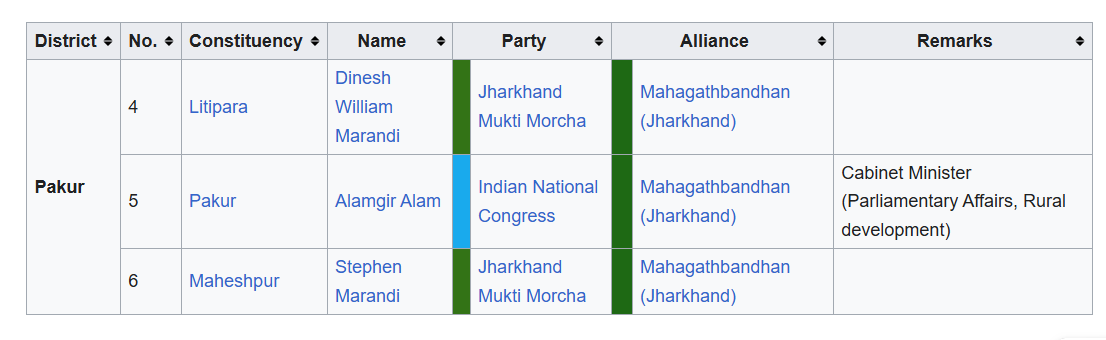 District No. Constituency Name Party Alliance Remarks
Pakur
4 Litipara Dinesh William Marandi Jharkhand Mukti Morcha Mahagathbandhan (Jharkhand)
5 Pakur Alamgir Alam Indian National Congress Mahagathbandhan (Jharkhand) Cabinet Minister (Parliamentary Affairs, Rural development)
6 Maheshpur Stephen Marandi Jharkhand Mukti Morcha Mahagathbandhan (Jharkhand)